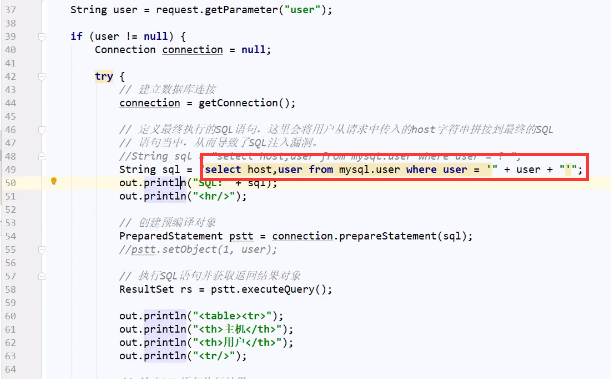 37 String user = request.getParameter("user");
38
39 if (user != null) {
40 Connection connection = null;
41
42 try {
43 // 建立数据库连接
44 connection = getConnection();
45
46 // 定义最终执行的SQL语句,这里会将用户从请求中传入的host字符串拼接到最终的SQL
47 // 语句当中,从而导致了SQL注入漏洞。
48 //String sql = "select host,user from mysql.user where user = ? ";
49 String sql = "select host,user from mysql.user where user = '" + user + "'";
50 out.println("SQL: " + sql);
51 out.println("<hr/>");
52
53 // 创建预编译对象
54 PreparedStatement pstt = connection.prepareStatement(sql);
55 //pstt.setObject(1, user);
56
57 // 执行SQL语句并获取返回结果对象
58 ResultSet rs = pstt.executeQuery();
59
60 out.println("<table><tr>");
61 out.println("<th>主机</th>");
62 out.println("<th>用户</th>");
63 out.println("<tr/>");
64